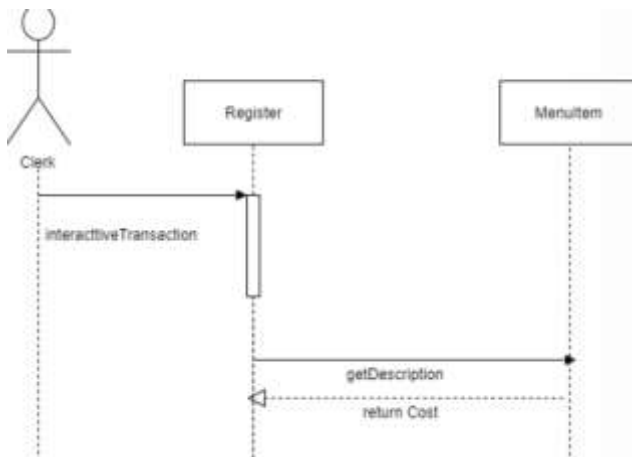 Register
MenuItem
Clerk
interacttiveTransaction
getDescription
return Cost